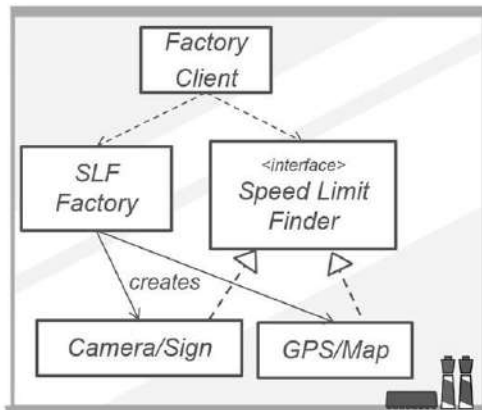 Factory
Client
SLF
Factory
<interface>
Speed Limit
Finder
creates
Camera/Sign
GPS/Map